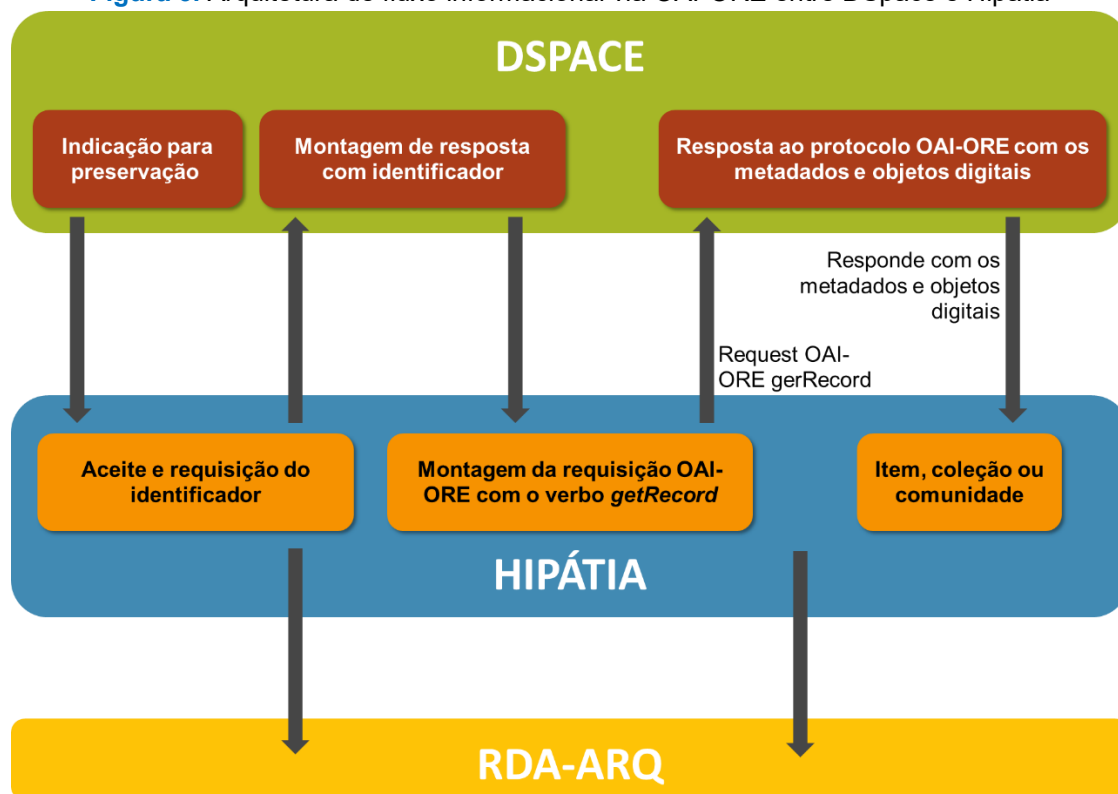 Figura Arquitetura fluxo informacional via OAI-ORE entre DSpace e Hipátia
DSPACE
Indicação para
preservação
Montagem de resposta
com identificador
Resposta ao protocolo OAI-ORE com os
metadados e objetos digitais
Responde com os
metadados e objetos
digitais
Request OAI-
ORE gerRecord
Aceite e requisição do
identificador
Montagem da requisição OAI-
ORE com o verbo getRecord
Item, coleção ou
comunidade
HIPÁTIA
RDA-ARQ